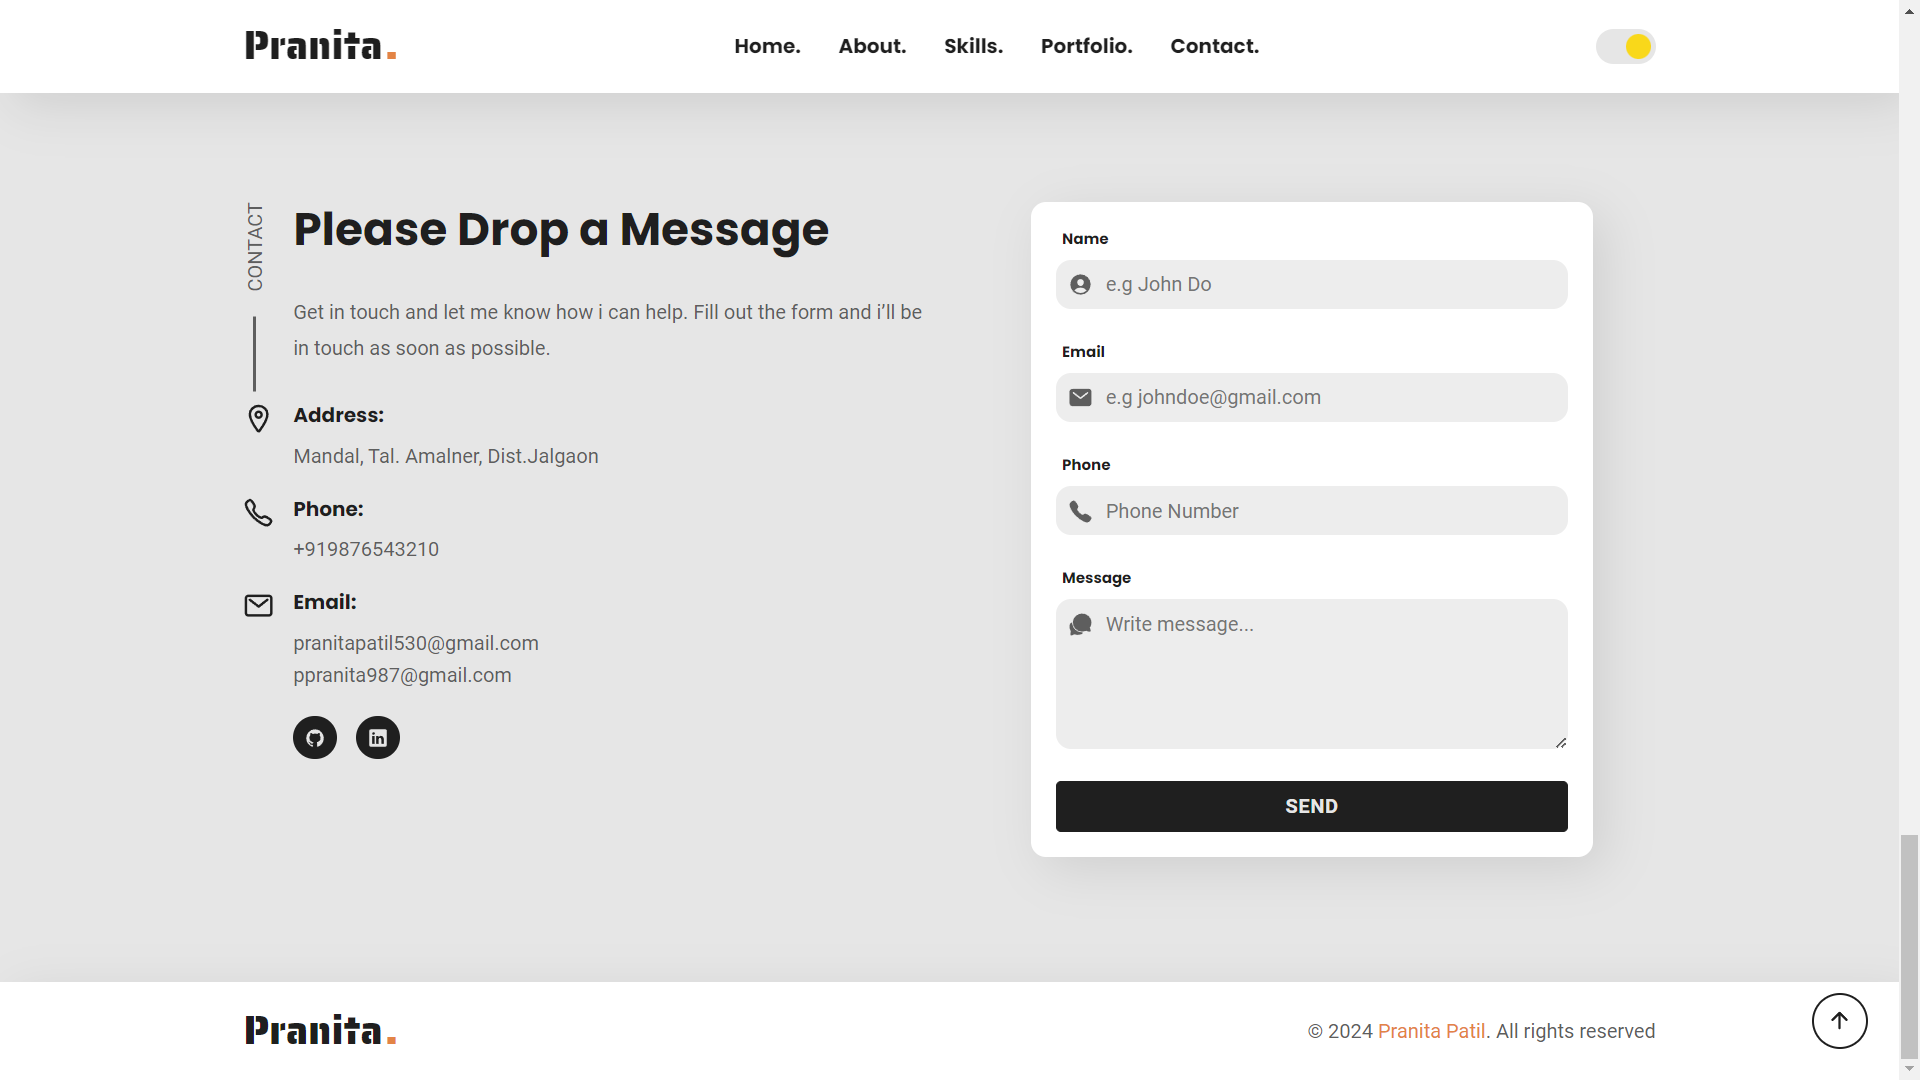 Pranita.
Home.
About.
Skills.
Portfolio.
Contact.
CONTACT
Please Drop a Message
Get in touch and let me know how i can help. Fill out the form and i’ll be
in touch as soon as possible.
Address:
Mandal, Tal. Amalner, Dist.Jalgaon
Phone:
+919876543210
Email:
pranitapatil530@gmail.com
ppranita987@gmail.com
Name
e.g John Do
Email
e.g johndoe@gmail.com
Phone
Phone Number
Message
Write message...
SEND
Pranita.
© 2024 Pranita Patil. All rights reserved